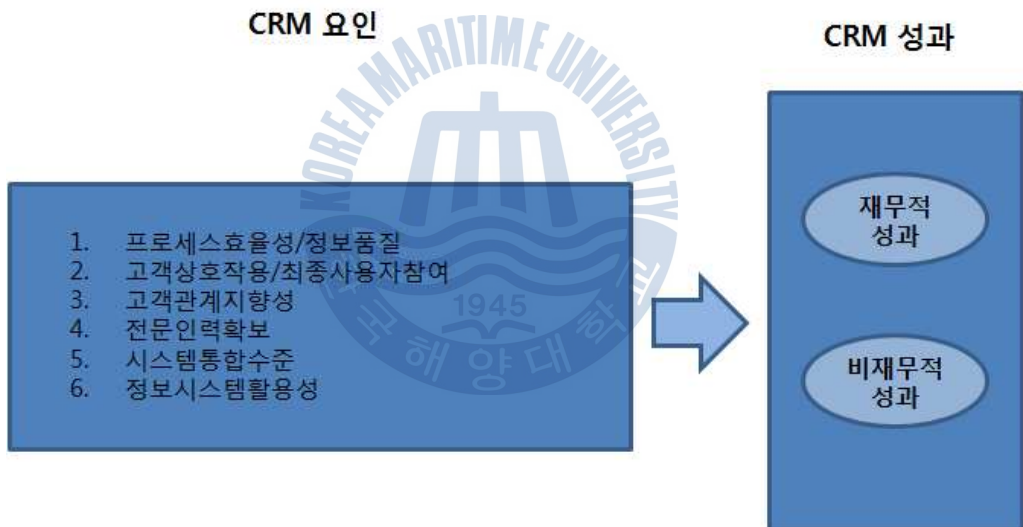 CRM 요인
CRM 성과
KOREA MARITIME UNIVERSITY
1945
한국해양대학교
1. 프로세스효율성/정보품질
2. 고객상호작용/최종사용자참여
3. 고객관계지향성
4. 전문인력확보
5. 시스템통합수준
6. 정보시스템활용성
재무적
성과
비재무적
성과